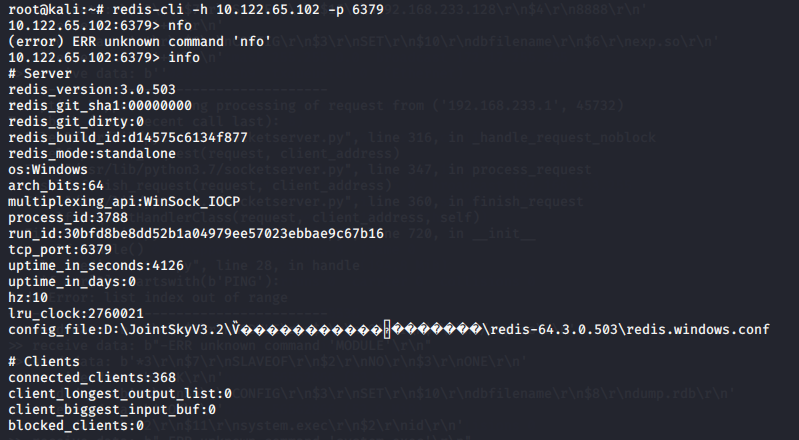 root@kali:~# redis-cli -h 10.122.65.102 -p 6379
10.122.65.102:6379> nfo
(error) ERR unknown command 'nfo'
10.122.65.102:6379> info
# Server
redis_version:3.0.503
redis_git_sha1:00000000
redis_git_dirty:0
redis_build_id:d14575c6134f877
redis_mode:standalone
os:Windows
arch_bits:64
multiplexing_api:WinSock_IOCP
process_id:3788
run_id:30bfd8be8dd52b1a04979ee57023ebbae9c67b16
tcp_port:6379
uptime_in_seconds:4126
uptime_in_days:0
hz:10
lru_clock:2760021
config_file:D:\JointSkyV3.2\\redis-64.3.0.503\redis.windows.conf
# Clients
connected_clients:368
client_longest_output_list:0
client_biggest_input_buf:0
blocked_clients:0